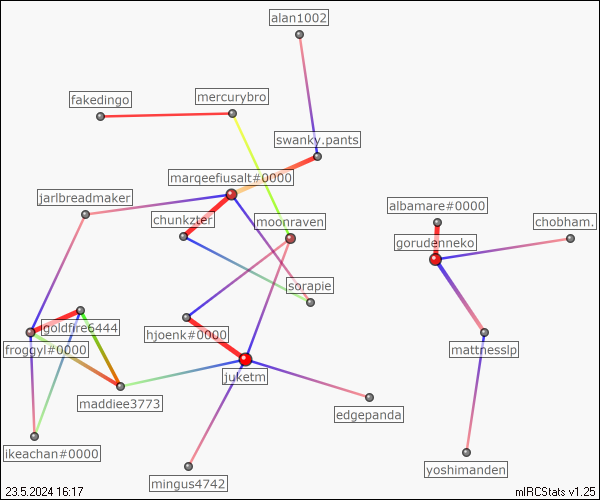 alan1002
fakedingo
mercurybro
swanky.pants
marqeefiusalt#0000
jarlbreadmaker
albamare#0000
chunkzter
moonraven
chobham.
gorudenneko
sorapie
goldfire6444
hjoenk#0000
froggyl#0000
mattnesslp
juketm
maddiee3773
edgepanda
ikeachan#0000
yoshimanden
mingus4742
23.5.2024 16:17
mIRCStats v1.25